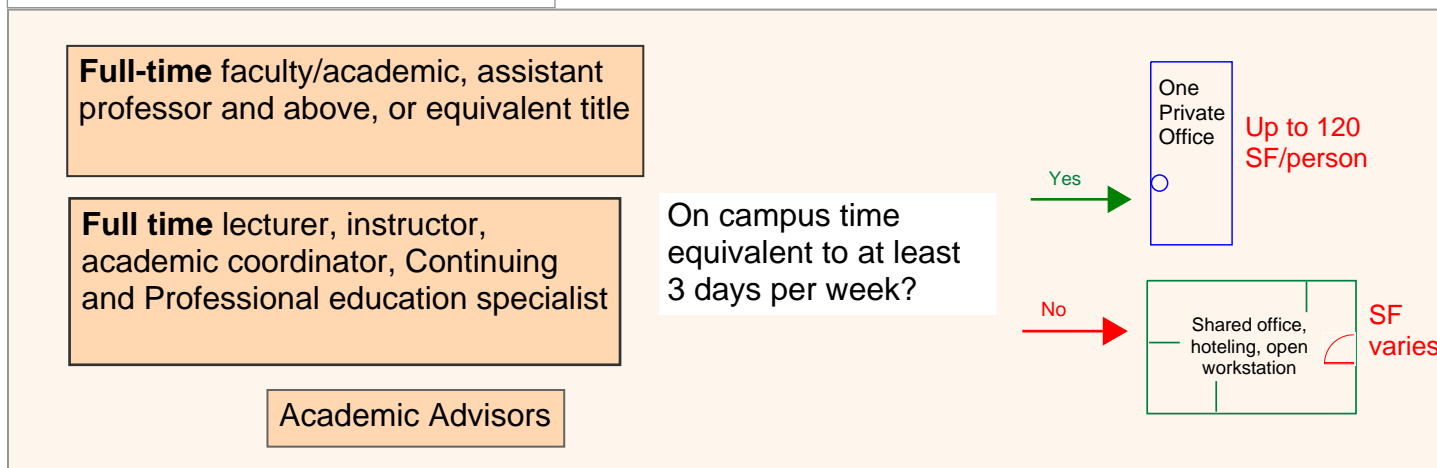 Full-time faculty/academic, assistant
professor and above, or equivalent title
Full time lecturer, instructor,
academic coordinator, Continuing
and Professional education specialist
Academic Advisors
On campus time
equivalent to at least
3 days per week?
Yes
One
Private
Office
Up to 120
SF/person
No
Shared office,
hoteling, open
workstation
SF
varies